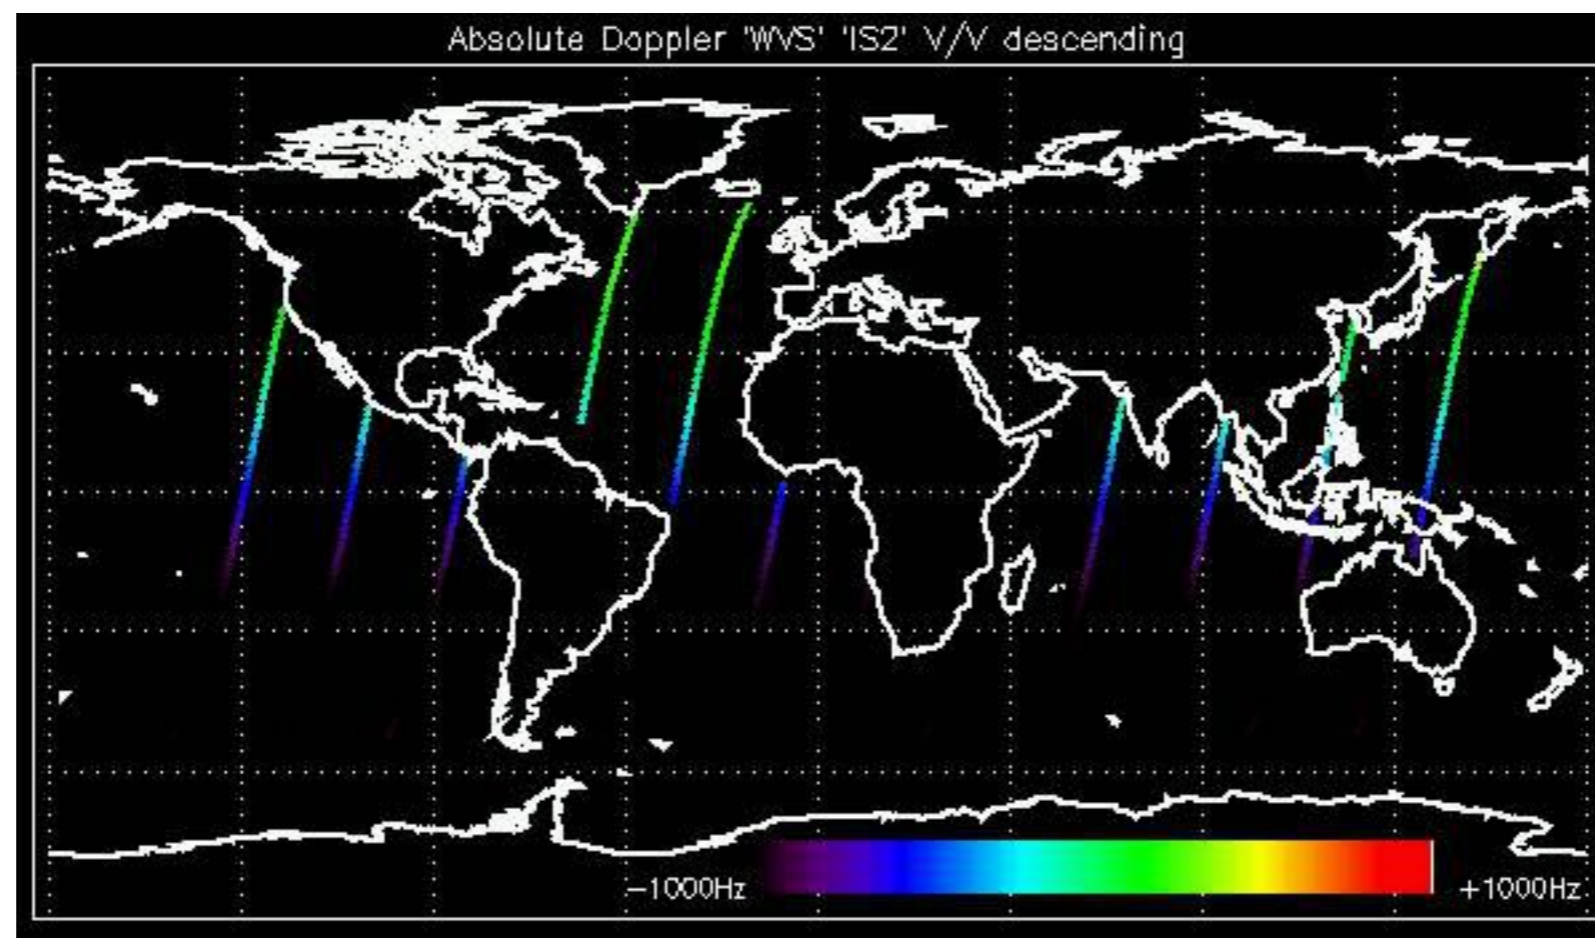 Absolute Doppler 'WVS' 'IS2' V/V descending
-1000Hz +1000Hz